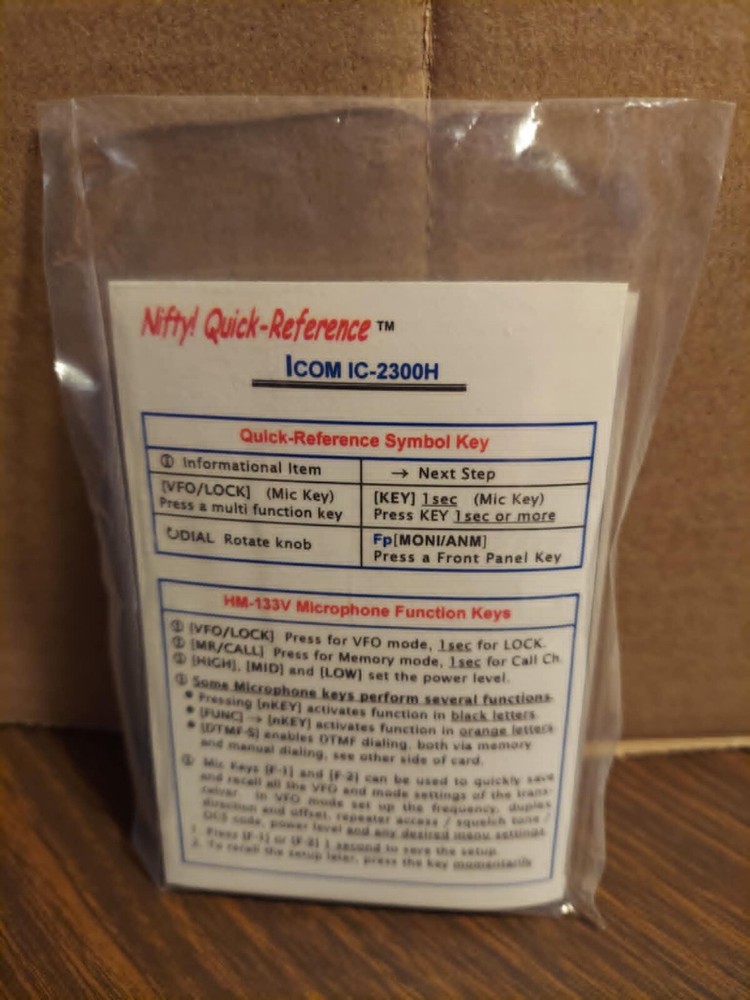 Nifty! Quick-Reference ™
ICOM IC-2300H
Quick-Reference Symbol Key
ⓘ Informational Item
→ Next Step
[VFO/LOCK] (Mic Key)
Press a multi function key
[KEY] 1sec (Mic Key)
Press KEY 1sec or more
↻DIAL Rotate knob
Fp[MONI/ANM]
Press a Front Panel Key
HM-133V Microphone Function Keys
ⓘ [VFO/LOCK] Press for VFO mode, 1sec for LOCK.
ⓘ [MR/CALL] Press for Memory mode, 1sec for Call Ch.
ⓘ [HIGH], [MID] and [LOW] set the power level.
ⓘ Some Microphone keys perform several functions.
• Pressing [nKEY] activates function in black letters.
• [FUNC] → [nKEY] activates function in orange letters.
• [DTMF-S] enables DTMF dialing, both via memory
and manual dialing, see other side of card.
ⓘ Mic Keys [F-1] and [F-2] can be used to quickly save
and recall all the VFO and mode settings of the trans-
ceiver. In VFO mode set up the frequency, duplex
direction and offset, repeater access / squelch tone /
DCS code, power level and any desired menu settings.
1. Press [F-1] or [F-2] 1 second to save the setup.
2. To recall the setup later, press the key momentarily.